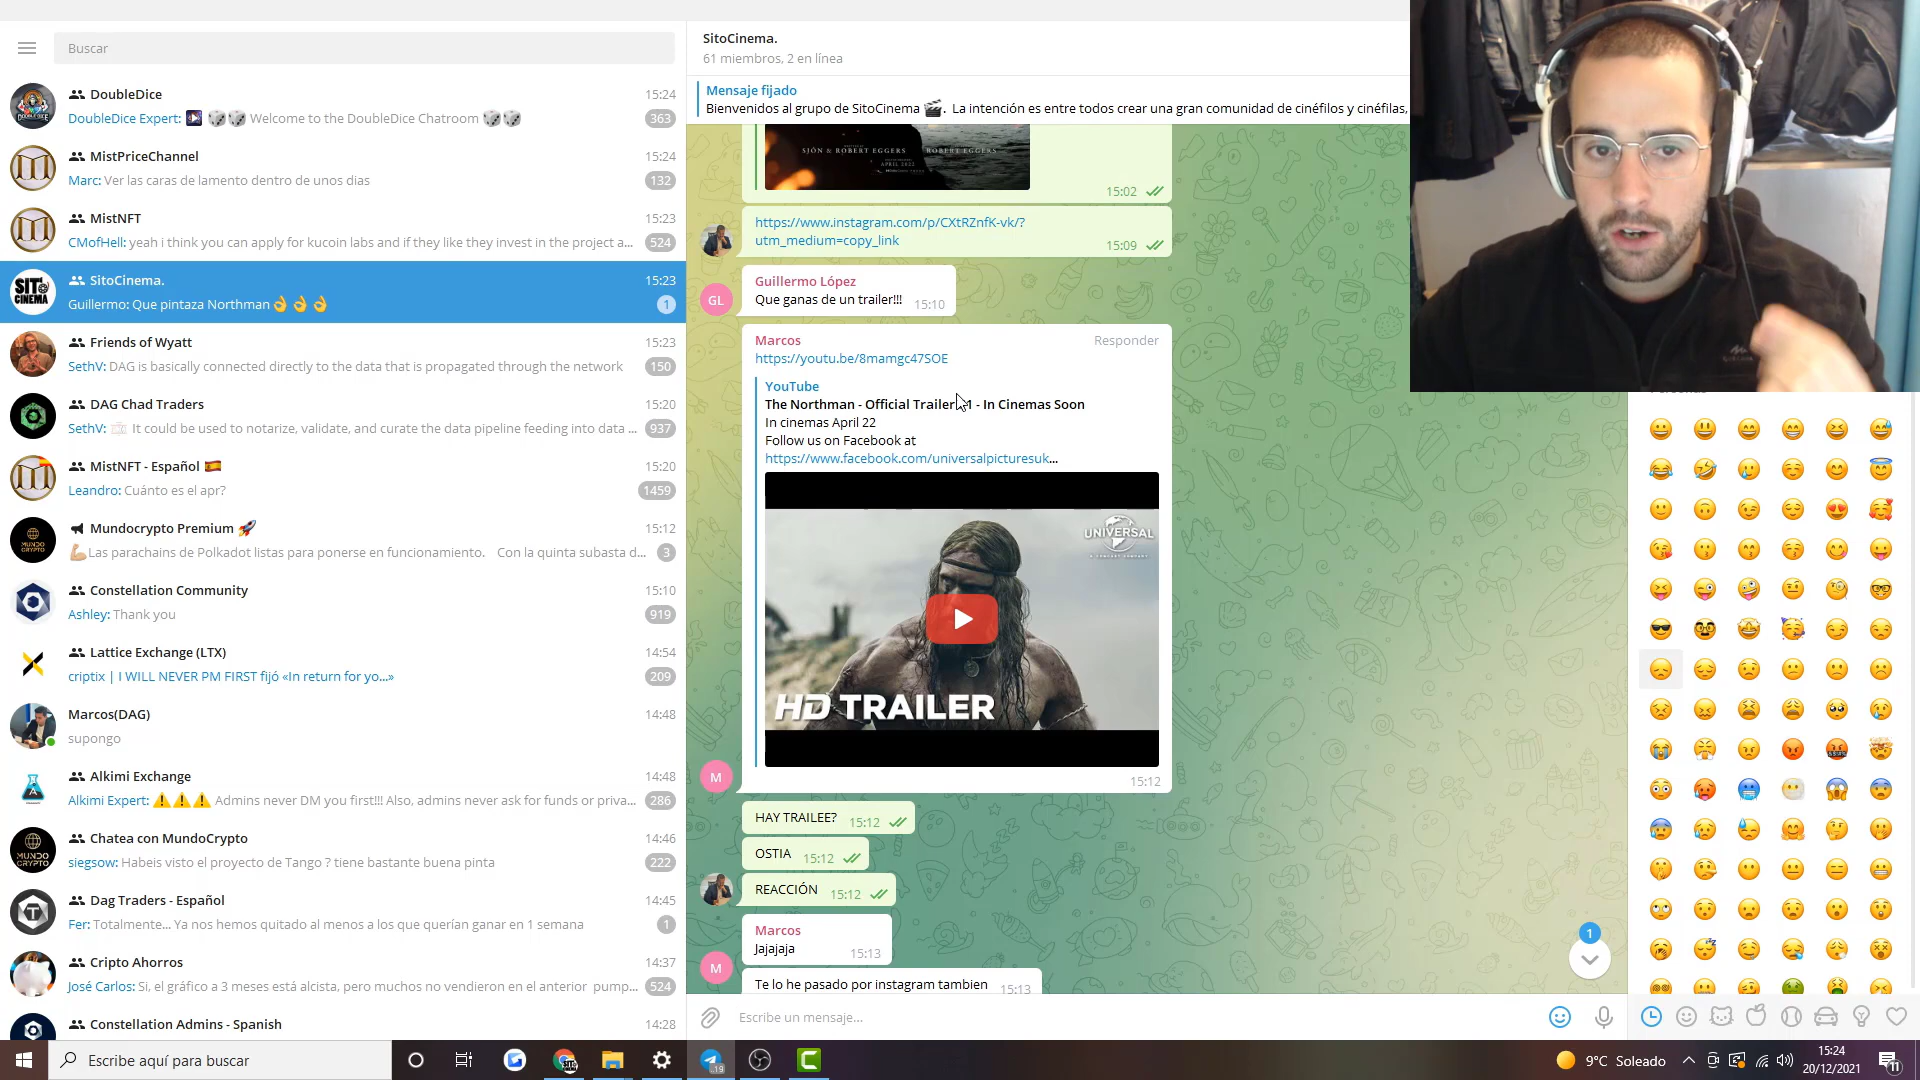 Buscar
DoubleDice
15:24
DoubleDice Expert: Welcome to the DoubleDice Chatroom
363
MistPriceChannel
15:24
Marc: Ver las caras de lamento dentro de unos dias
132
MistNFT
15:23
CMofHell: yeah i think you can apply for kucoin labs and if they like they invest in the project a...
524
SitoCinema.
15:23
Guillermo: Que pintaza Northman👌👌👌
1
Friends of Wyatt
15:23
SethV: DAG is basically connected directly to the data that is propagated through the network
150
DAG Chad Traders
15:20
SethV: It could be used to notarize, validate, and curate the data pipeline feeding into data ...
937
MistNFT - Español 🇪🇸
15:20
Leandro: Cuánto es el apr?
1459
Mundocrypto Premium 🚀
15:12
💪Las parachains de Polkadot listas para ponerse en funcionamiento. Con la quinta subasta d...
3
Constellation Community
15:10
Ashley: Thank you
919
Lattice Exchange (LTX)
14:54
criptix | I WILL NEVER PM FIRST fijó «In return for yo...»
209
Marcos(DAG)
14:48
supongo
Alkimi Exchange
14:48
Alkimi Expert: ⚠️⚠️⚠️ Admins never DM you first!!! Also, admins never ask for funds or priva...
286
Chatea con MundoCrypto
14:46
siegsow: Habeis visto el proyecto de Tango ? tiene bastante buena pinta
222
Dag Traders - Español
14:45
Fer: Totalmente... Ya nos hemos quitado al menos a los que querían ganar en 1 semana
1
Cripto Ahorros
14:37
José Carlos: Si, el gráfico a 3 meses está alcista, pero muchos no vendieron en el anterior pump...
524
Constellation Admins - Spanish
14:28
SitoCinema.
61 miembros, 2 en línea
Mensaje fijado
Bienvenidos al grupo de SitoCinema 🎬. La intención es entre todos crear una gran comunidad de cinéfilos y cinéfilas,
SJÓN & ROBERT EGGERS ROBERT EGGERS
APRIL 2022
15:02
https://www.instagram.com/p/CXtRZnfK-vk/?
utm_medium=copy_link
15:09
Guillermo López
Que ganas de un trailer!!! 15:10
GL
Marcos
Responder
https://youtu.be/8mamgc47SOE
YouTube
The Northman - Official Trailer 1 - In Cinemas Soon
In cinemas April 22
Follow us on Facebook at
https://www.facebook.com/universalpicturesuk...
UNIVERSAL
HD TRAILER
M
15:12
HAY TRAILEE? 15:12
OSTIA 15:12
REACCIÓN 15:12
Marcos
Jajajaja 15:13
M
Te lo he pasado por instagram tambien 15:13
1
Escribe un mensaje...
Escribe aquí para buscar
9°C Soleado
15:24
20/12/2021
11